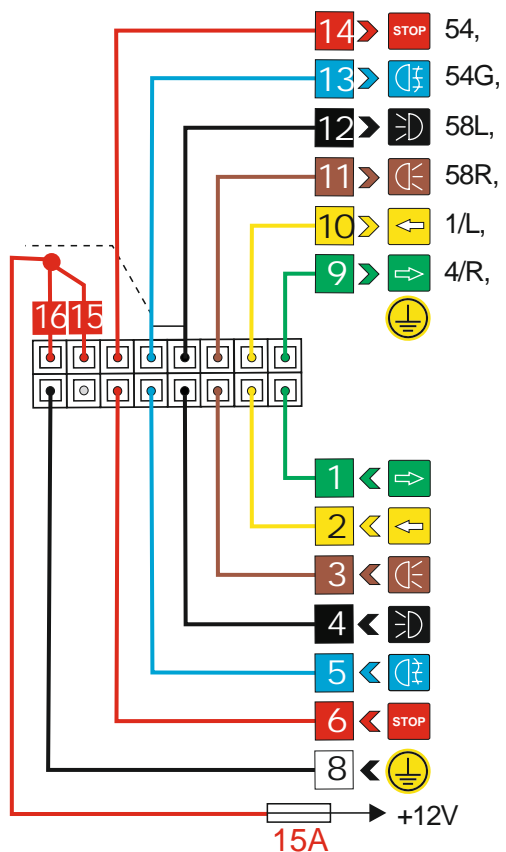 14 STOP 54,
13 54G,
12 58L,
11 58R,
10 1/L,
9 4/R,
16 15
1
2
3
4
5
6 STOP
8
+12V
15A